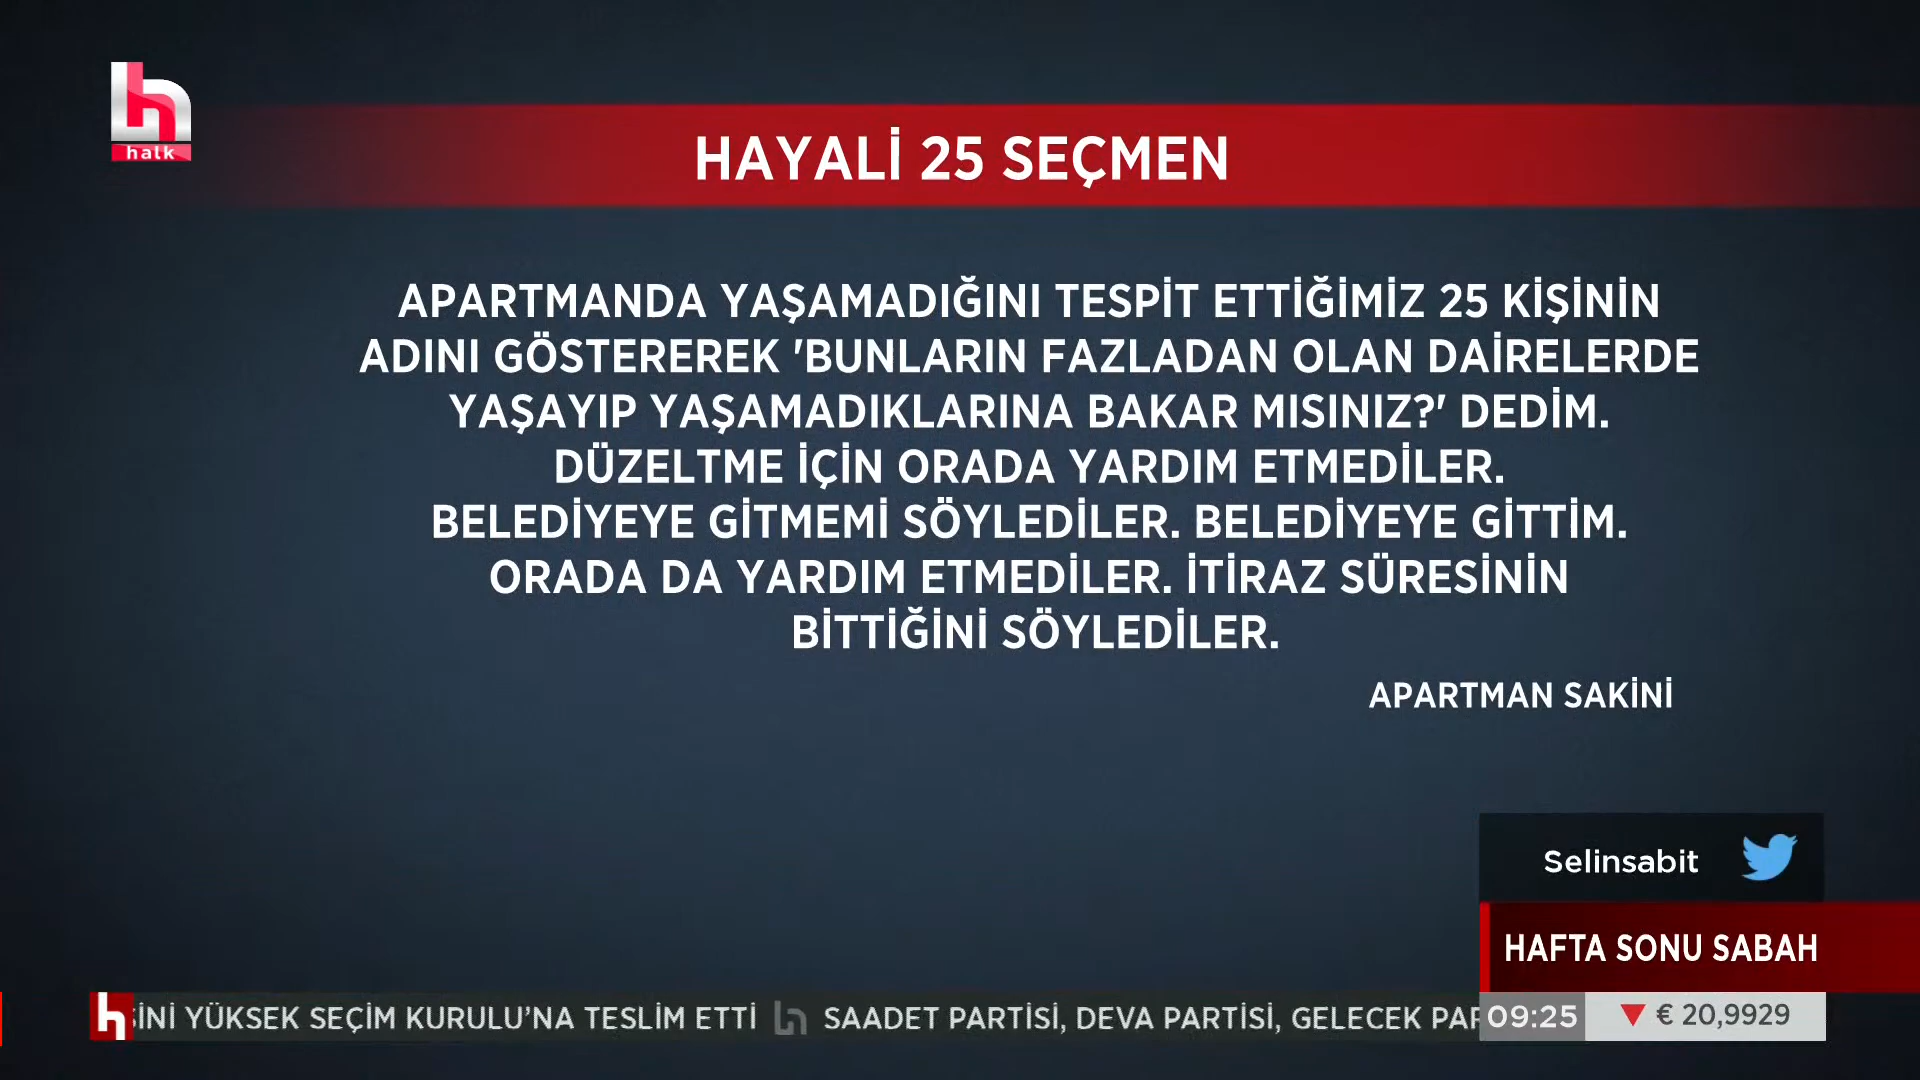 halk
HAYALİ 25 SEÇMEN
APARTMANDA YAŞAMADIĞINI TESPİT ETTİĞİMİZ 25 KİŞİNİN
ADINI GÖSTEREREK 'BUNLARIN FAZLADAN OLAN DAİRELERDE
YAŞAYIP YAŞAMADIKLARINA BAKAR MISINIZ?' DEDİM.
DÜZELTME İÇİN ORADA YARDIM ETMEDİLER.
BELEDİYEYE GİTMEMİ SÖYLEDİLER. BELEDİYEYE GİTTİM.
ORADA DA YARDIM ETMEDİLER. İTİRAZ SÜRESİNİN
BİTTİĞİNİ SÖYLEDİLER.
APARTMAN SAKİNİ
Selinsabit
HAFTA SONU SABAH
YÜKSEK SEÇİM KURULU'NA TESLİM ETTİ SAADET PARTİSİ, DEVA PARTİSİ, GELECEK
09:25 € 20,9929